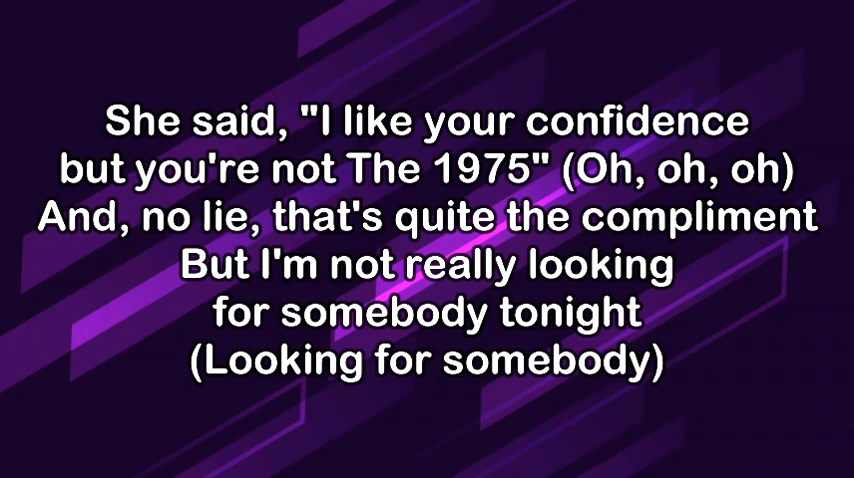 She said, "I like your confidence
but you're not The 1975" (Oh, oh, oh)
And, no lie, that's quite the compliment
But I'm not really looking
for somebody tonight
(Looking for somebody)